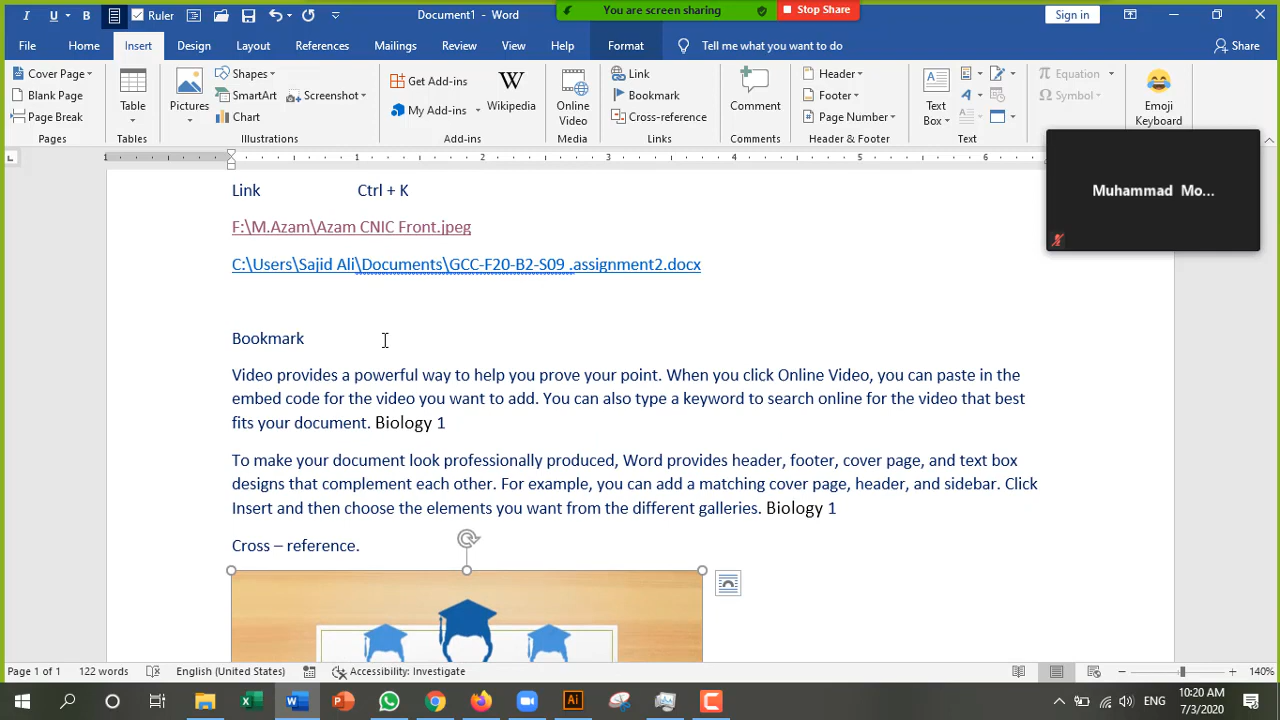 I U B Ruler Document1 - Word You are screen sharing Stop Share Sign in
File Home Insert Design Layout References Mailings Review View Help Format Tell me what you want to do Share
Cover Page
Blank Page
Page Break
Pages
Table
Tables
Pictures
Shapes
SmartArt
Chart
Screenshot
Illustrations
Get Add-ins
My Add-ins
W
Wikipedia
Add-ins
Online
Video
Media
Link
Bookmark
Cross-reference
Links
Comment
Comments
Header
Footer
Page Number
Header & Footer
Text
Box
A
Text
Equation
Symbol
Emoji
Keyboard
Muhammad Mo...
1 1 2 3 4 5 6
Link Ctrl + K
F:\M.Azam\Azam CNIC Front.jpeg
C:\Users\Sajid Ali\Documents\GCC-F20-B2-S09 .assignment2.docx
Bookmark
Video provides a powerful way to help you prove your point. When you click Online Video, you can paste in the
embed code for the video you want to add. You can also type a keyword to search online for the video that best
fits your document. Biology 1
To make your document look professionally produced, Word provides header, footer, cover page, and text box
designs that complement each other. For example, you can add a matching cover page, header, and sidebar. Click
Insert and then choose the elements you want from the different galleries. Biology 1
Cross – reference.
Page 1 of 1 122 words English (United States) Accessibility: Investigate 140%
Ai ENG 10:20 AM
7/3/2020